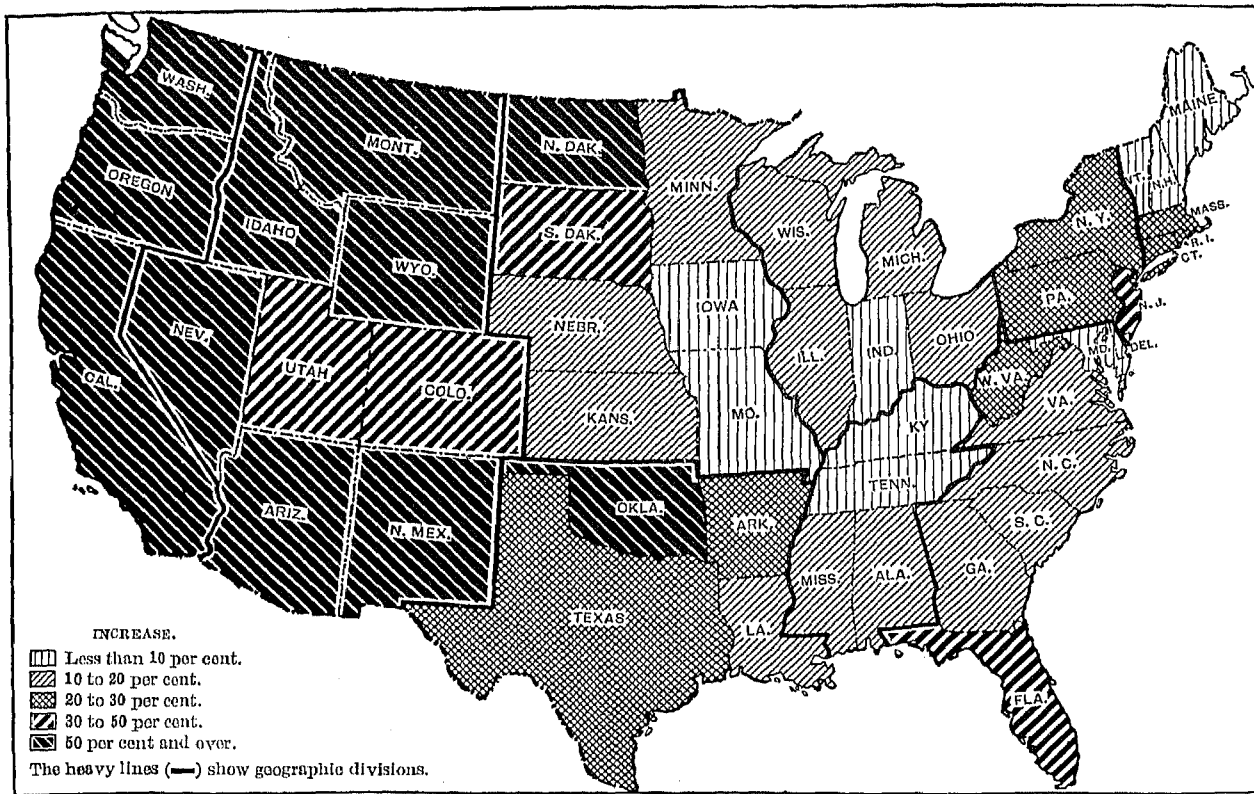 WASH.
MONT.
N. DAK.
MINN.
MAINE
VT.
N.H.
OREGON
IDAHO
S. DAK.
WIS.
MICH.
N. Y.
MASS.
R. I.
CT.
WYO.
IOWA
PA.
N. J.
NEV.
NEBR.
ILL.
IND.
OHIO
MD.
DEL.
CAL.
UTAH
COLO.
KANS.
MO.
KY
W. VA.
VA.
TENN.
N. C.
ARIZ.
N. MEX.
OKLA.
ARK.
S. C.
MISS.
ALA.
GA.
TEXAS
LA.
FLA.
INCREASE.
Less than 10 per cent.
10 to 20 per cent.
20 to 30 per cent.
30 to 50 per cent.
50 per cent and over.
The heavy lines (▬) show geographic divisions.